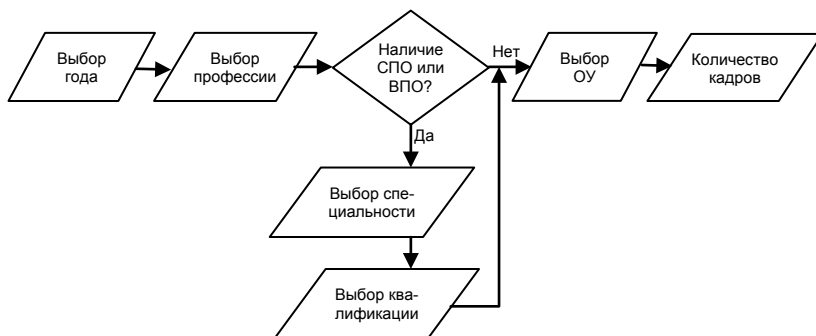 Выбор
года
Выбор
профессии
Наличие
СПО или
ВПО?
Нет
Выбор
ОУ
Количество
кадров
Да
Выбор спе-
циальности
Выбор ква-
лификации